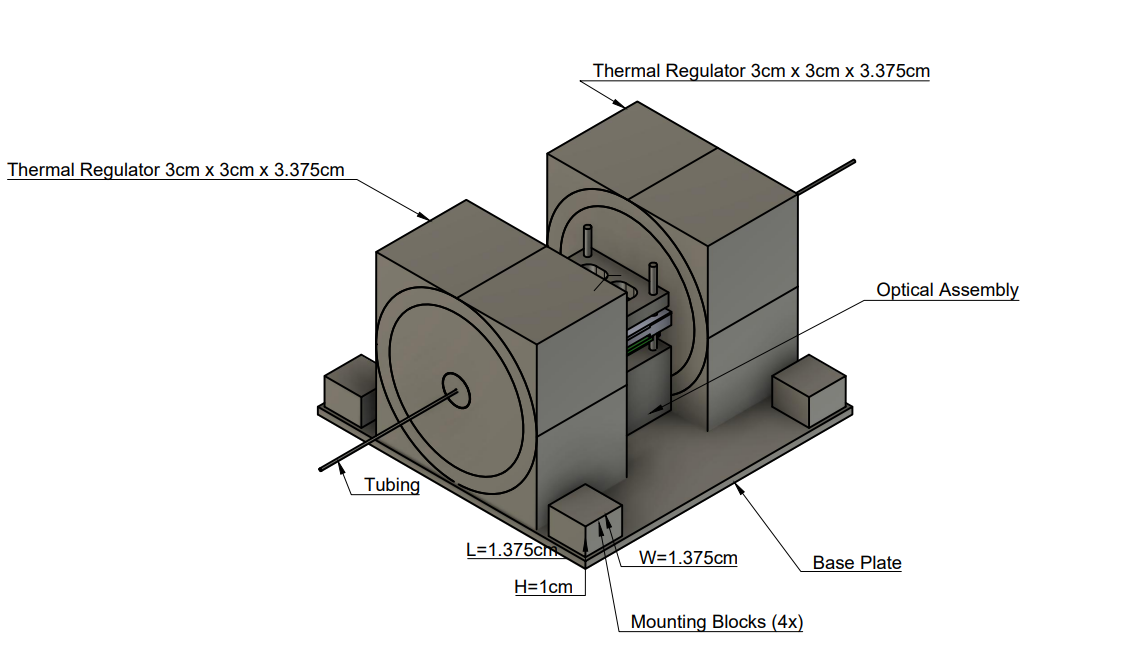 Thermal Regulator 3cm x 3cm x 3.375cm
Thermal Regulator 3cm x 3cm x 3.375cm
Optical Assembly
Tubing
L=1.375cm
W=1.375cm
Base Plate
H=1cm
Mounting Blocks (4x)